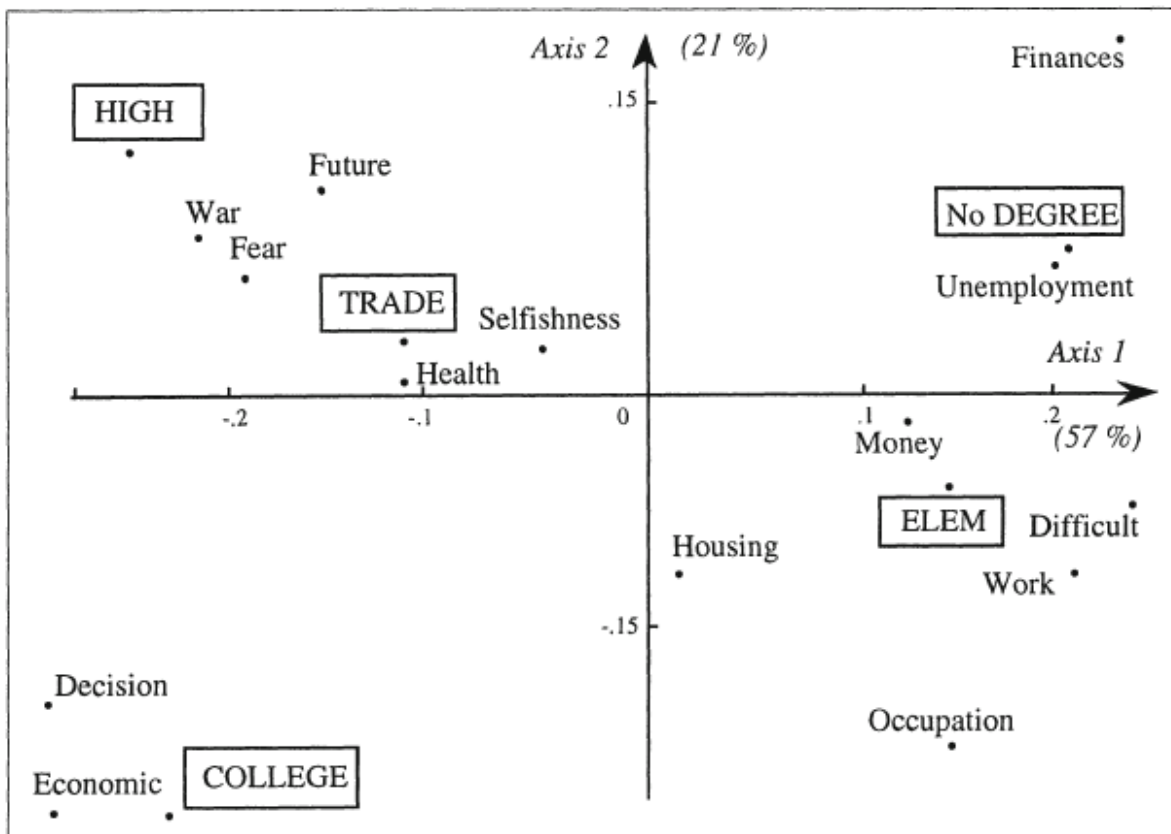 Axis 2 (21 %)
Finances
.15
HIGH
Future
War
No DEGREE
Fear
Unemployment
TRADE
Selfishness
Axis 1
Health
-.2 -.1 0 .1 .2
Money (57 %)
ELEM Difficult
Housing
Work
-.15
Decision
Occupation
Economic COLLEGE